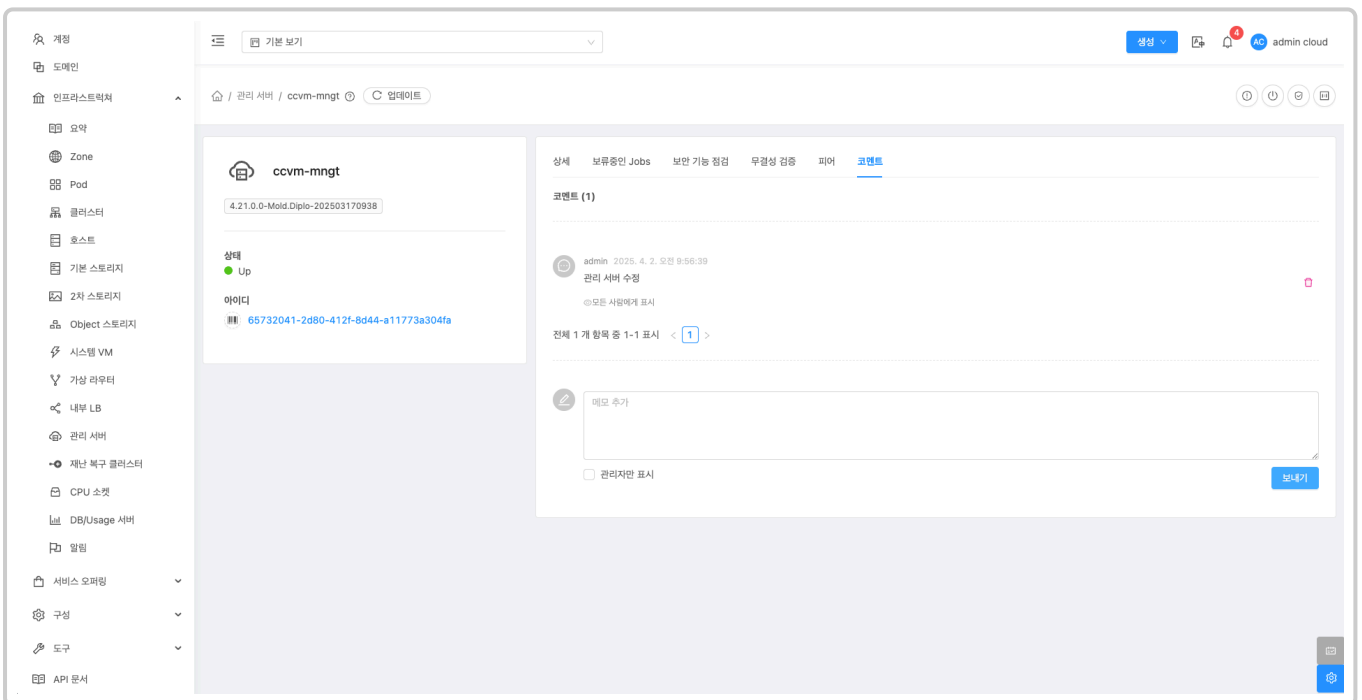 계정
도메인
인프라스트럭쳐
요약
Zone
Pod
클러스터
호스트
기본 스토리지
2차 스토리지
Object 스토리지
시스템 VM
가상 라우터
내부 LB
관리 서버
재난 복구 클러스터
CPU 소켓
DB/Usage 서버
알림
서비스 오퍼링
구성
도구
API 문서
기본 보기
생성
4
AC admin cloud
/ 관리 서버 / ccvm-mngt 업데이트
ccvm-mngt
4.21.0.0-Mold.Diplo-202503170938
상태
Up
아이디
65732041-2d80-412f-8d44-a11773a304fa
상세 보류중인 Jobs 보안 기능 점검 무결성 검증 피어 코멘트
코멘트 (1)
admin 2025. 4. 2. 오전 9:56:39
관리 서버 수정
모든 사람에게 표시
전체 1 개 항목 중 1-1 표시 < 1 >
메모 추가
관리자만 표시
보내기